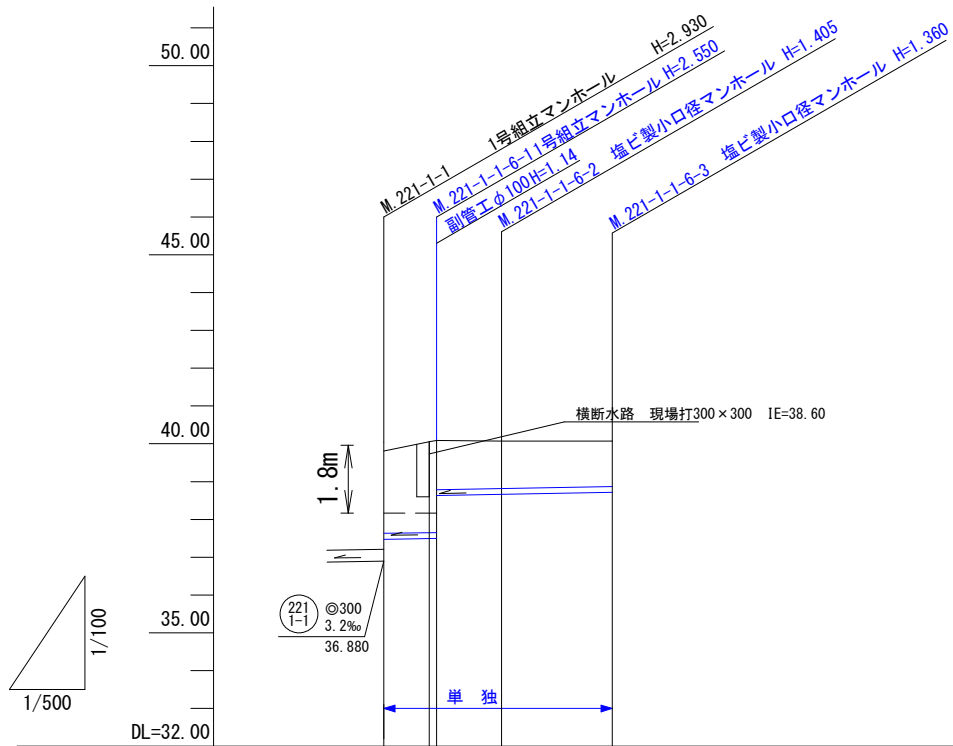 50.00
45.00
40.00
35.00
DL=32.00
M.221-1-1 1号組立マンホール H=2.930
M.221-1-1-6-1 1号組立マンホール H=2.550
副管工φ100H=1.14
M.221-1-1-6-2 塩ビ製小口径マンホール H=1.405
M.221-1-1-6-3 塩ビ製小口径マンホール H=1.360
横断水路 現場打300×300 IE=38.60
1.8m
221
1-1
◎300
3.2‰
36.880
1/100
1/500
単 独